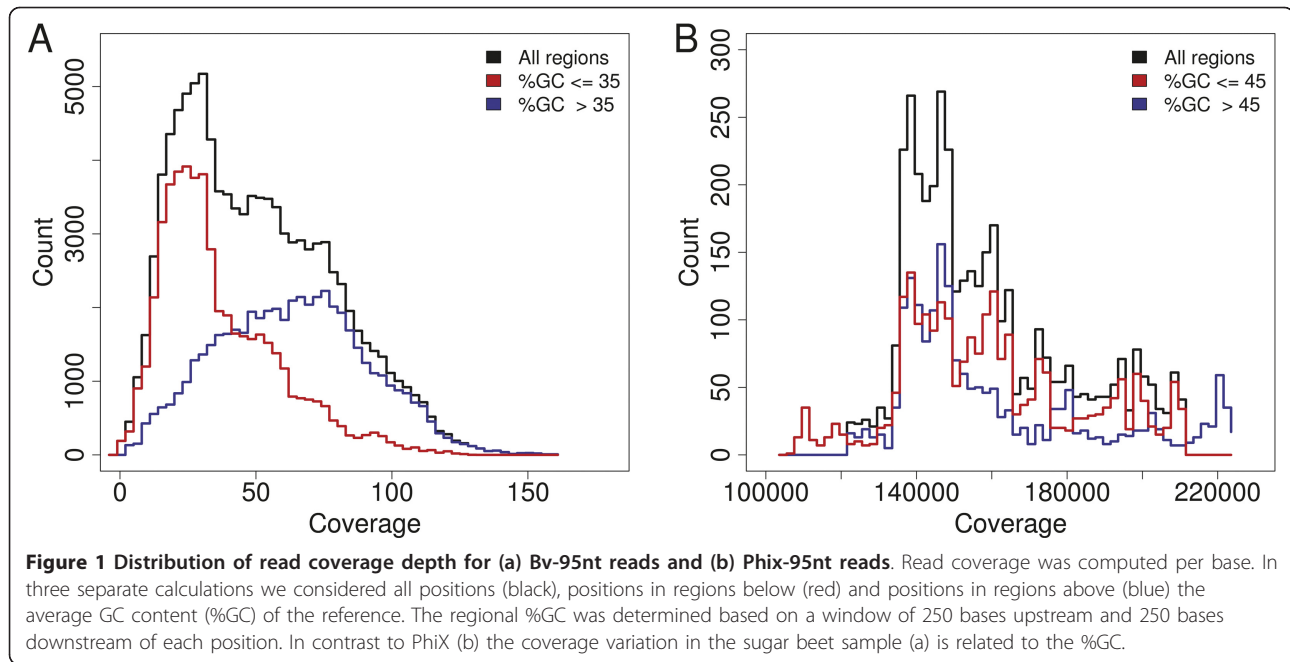 A
All regions
%GC <= 35
%GC > 35
Count
0
1000
3000
5000
0
50
100
150
Coverage
B
All regions
%GC <= 45
%GC > 45
Count
0
50
100
150
200
250
300
100000
140000
180000
220000
Coverage
Figure 1 Distribution of read coverage depth for (a) Bv-95nt reads and (b) Phix-95nt reads. Read coverage was computed per base. In
three separate calculations we considered all positions (black), positions in regions below (red) and positions in regions above (blue) the
average GC content (%GC) of the reference. The regional %GC was determined based on a window of 250 bases upstream and 250 bases
downstream of each position. In contrast to PhiX (b) the coverage variation in the sugar beet sample (a) is related to the %GC.